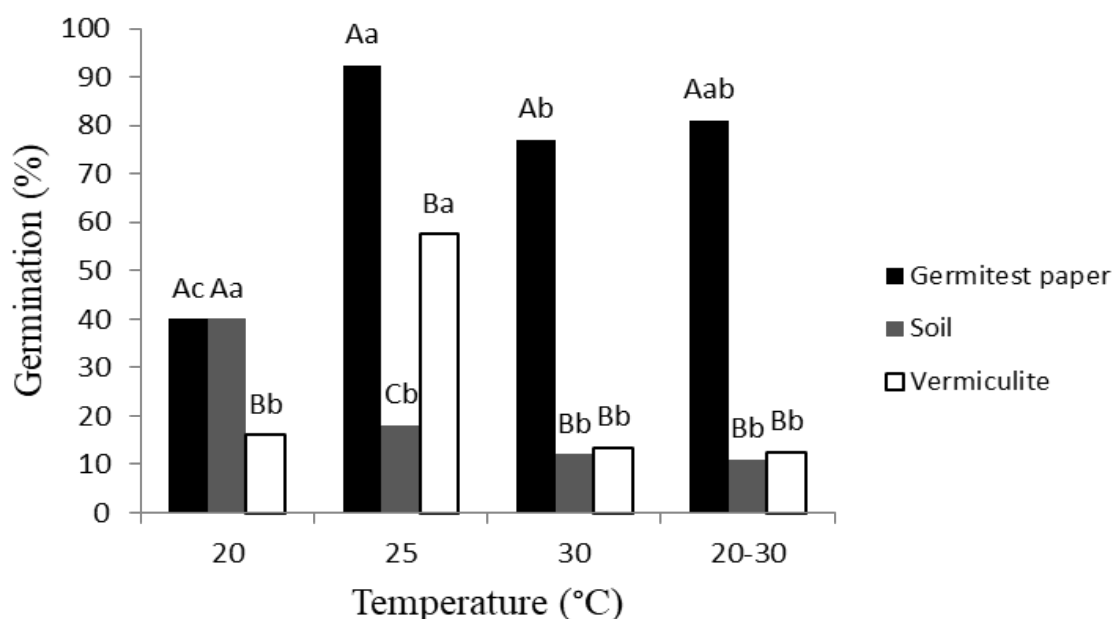 100
90
80
70
60
50
40
30
20
10
0
Germination (%)
Ac Aa Bb
Aa Cb Ba
Ab Bb Bb
Aab Bb Bb
20 25 30 20-30
Temperature (°C)
Germitest paper
Soil
Vermiculite